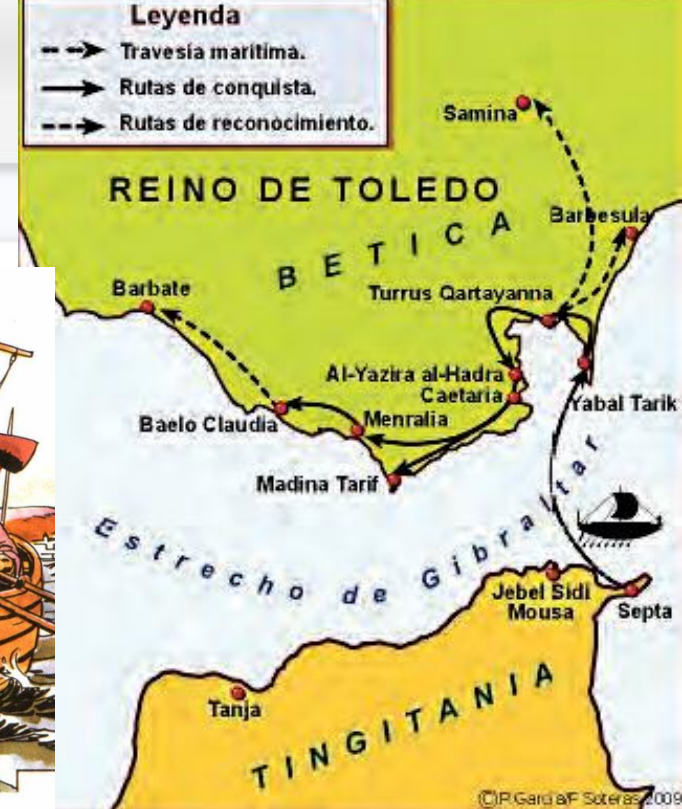 Leyenda
Travesía marítima.
Rutas de conquista.
Rutas de reconocimiento.
Samina
REINO DE TOLEDO
BETICA
Barbesula
Barbate
Turrus Qartayanna
Al-Yazira al-Hadra
Caetaria
Yabal Tarik
Baelo Claudia
Menralia
Madina Tarif
Estrecho de Gibraltar
Jebel Sidi
Mousa
Septa
Tanja
TINGITANIA
(C)P.García/F Soteras 2009